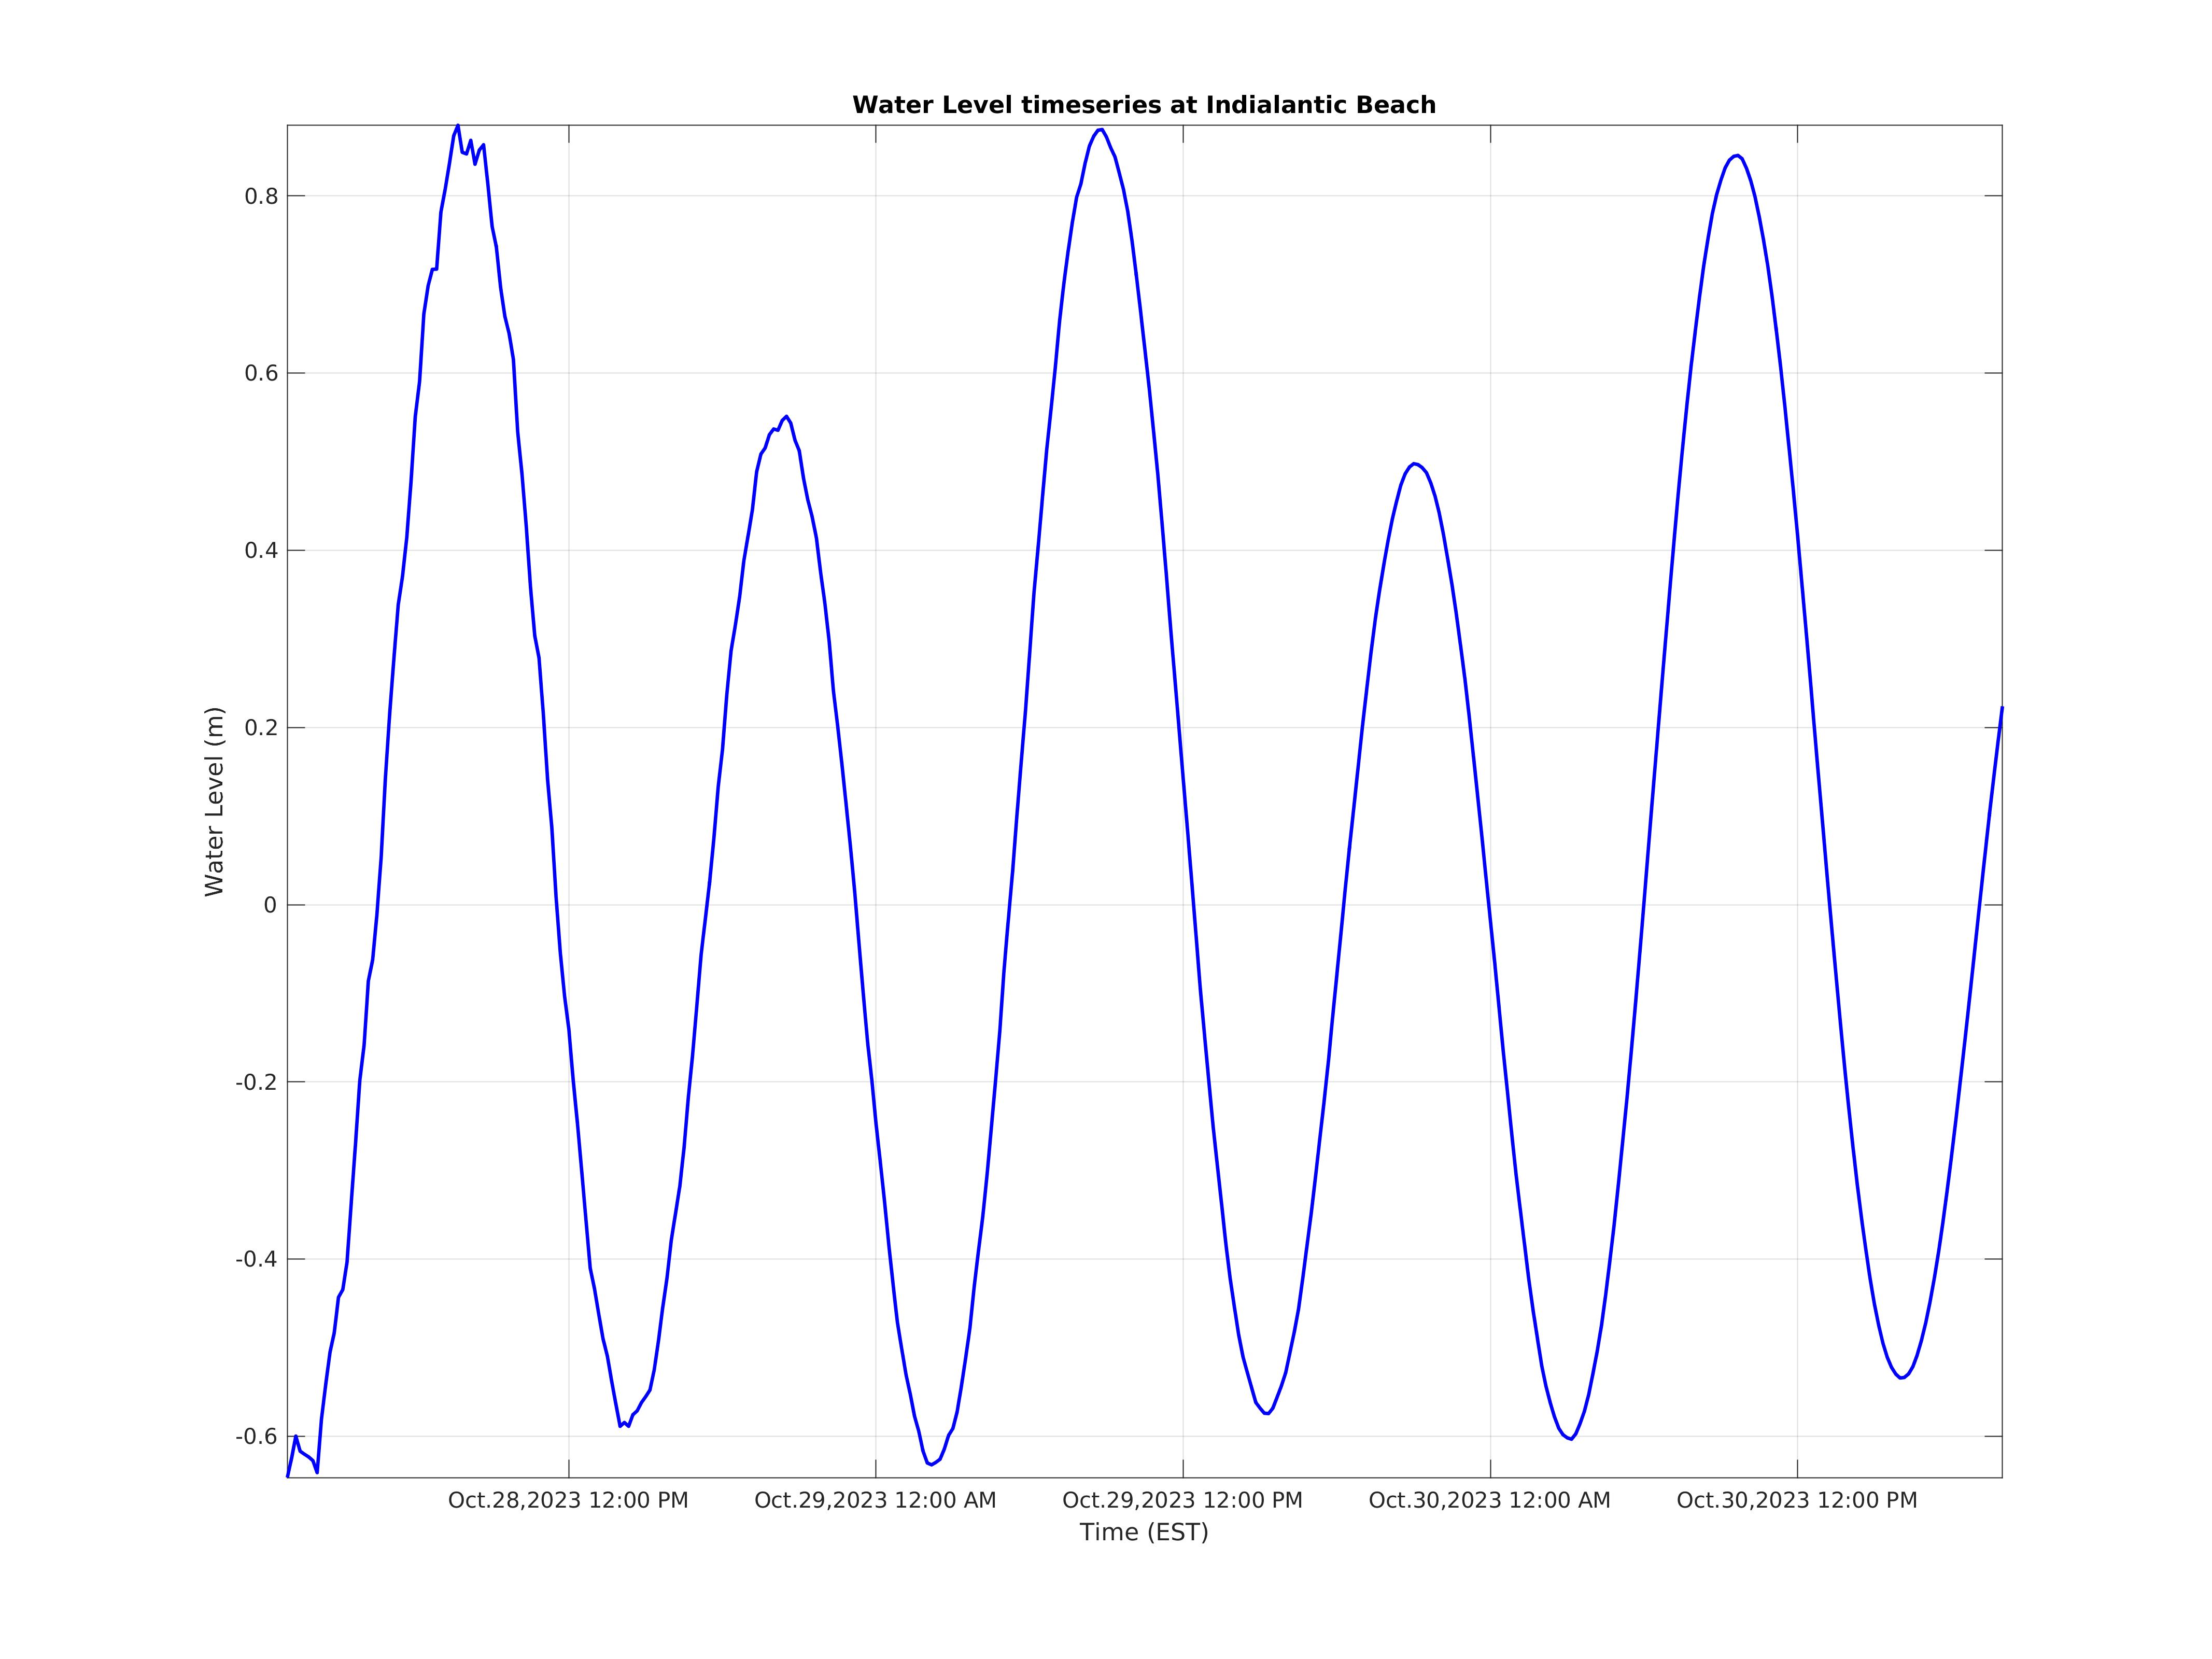 Water Level timeseries at Indialantic Beach
0.8
0.6
0.4
0.2
0
-0.2
-0.4
-0.6
Water Level (m)
Oct.28,2023 12:00 PM
Oct.29,2023 12:00 AM
Oct.29,2023 12:00 PM
Oct.30,2023 12:00 AM
Oct.30,2023 12:00 PM
Time (EST)